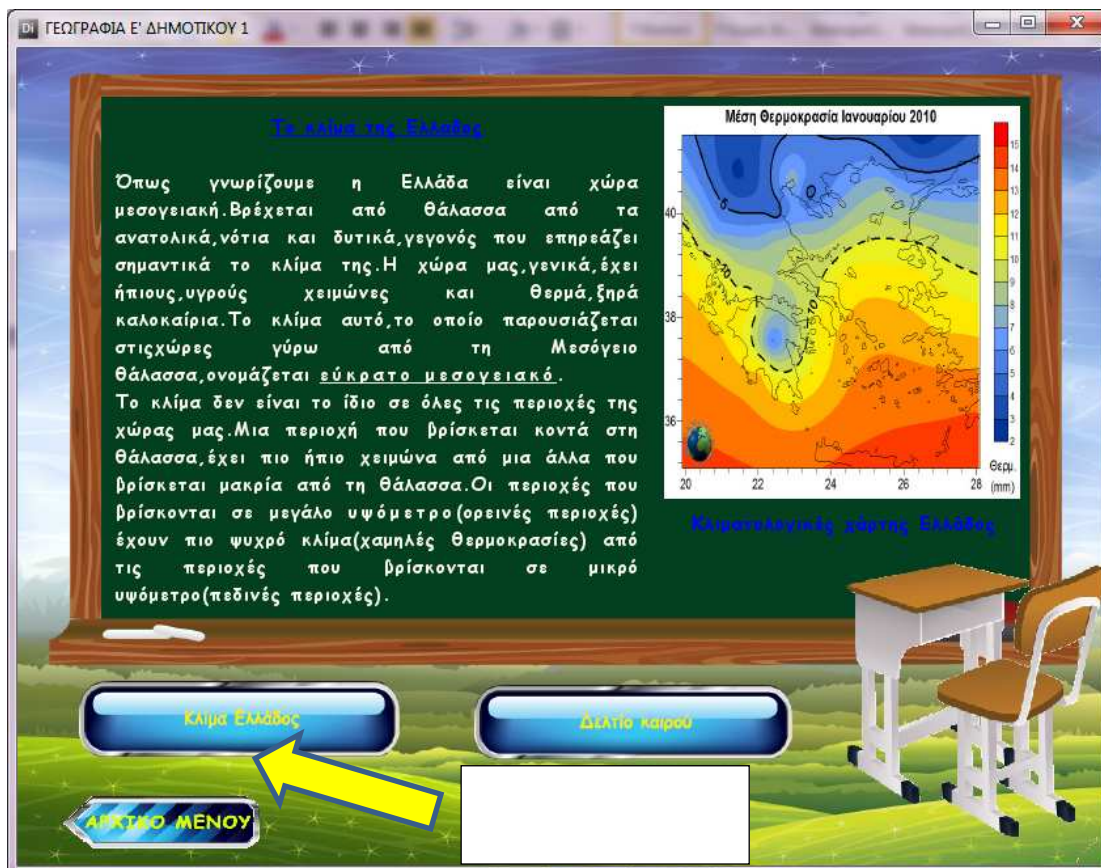 Di ΓΕΩΓΡΑΦΙΑ Ε' ΔΗΜΟΤΙΚΟΥ 1
Το κλίμα της Ελλάδος
Όπως γνωρίζουμε η Ελλάδα είναι χώρα
μεσογειακή.Βρέχεται από θάλασσα από τα
ανατολικά,νότια και δυτικά,γεγονός που επηρεάζει
σημαντικά το κλίμα της.Η χώρα μας,γενικά,έχει
ήπιους,υγρούς χειμώνες και θερμά,ξηρά
καλοκαίρια.Το κλίμα αυτό,το οποίο παρουσιάζεται
στιςχώρες γύρω από τη Μεσόγειο
θάλασσα,ονομάζεται εύκρατο μεσογειακό.
Το κλίμα δεν είναι το ίδιο σε όλες τις περιοχές της
χώρας μας.Μια περιοχή που βρίσκεται κοντά στη
θάλασσα,έχει πιο ήπιο χειμώνα από μια άλλα που
βρίσκεται μακρία από τη θάλασσα.Οι περιοχές που
βρίσκονται σε μεγάλο υψόμετρο(ορεινές περιοχές)
έχουν πιο ψυχρό κλίμα(χαμηλές θερμοκρασίες) από
τις περιοχές που βρίσκονται σε μικρό
υψόμετρο(πεδινές περιοχές).
Μέση Θερμοκρασία Ιανουαρίου 2010
15
14
13
12
11
10
9
8
7
6
5
4
3
2
Θερμ.
(mm)
40
38
36
20 22 24 26 28
5
0
10
10
Κλιματολογικός χάρτης Ελλάδος
Κλίμα Ελλάδος
Δελτίο καιρού
ΑΡΧΙΚΟ ΜΕΝΟΥ